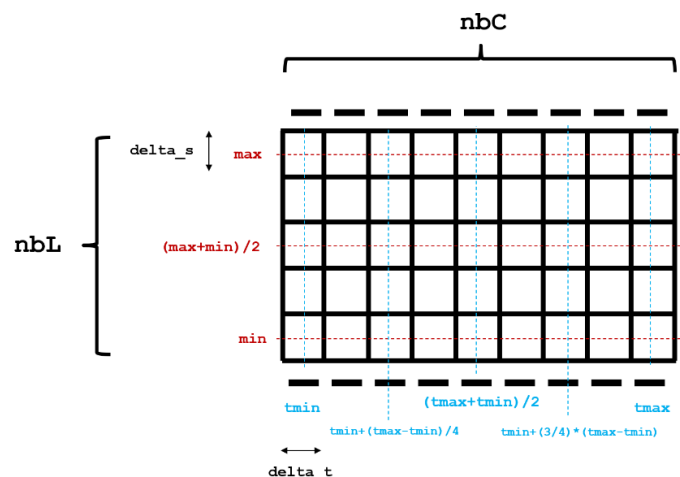 nbC
delta_s
max
nbL
(max+min)/2
min
tmin
(tmax+tmin)/2
tmax
tmin+(tmax-tmin)/4
tmin+(3/4)*(tmax-tmin)
delta t